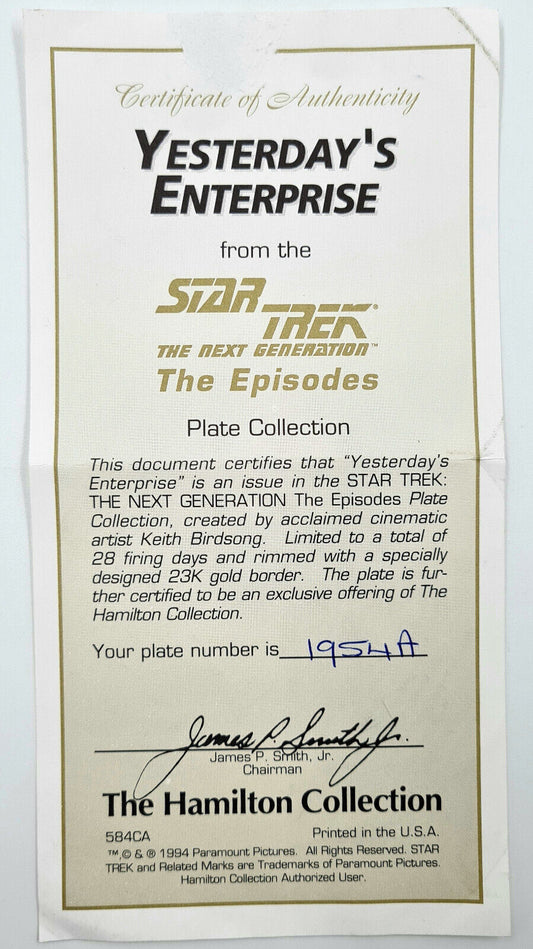 Certificate of Authenticity
YESTERDAY'S
ENTERPRISE
from the
STAR
TREK®
THE NEXT GENERATION™
The Episodes
Plate Collection
This document certifies that “Yesterday's
Enterprise” is an issue in the STAR TREK:
THE NEXT GENERATION The Episodes Plate
Collection, created by acclaimed cinematic
artist Keith Birdsong. Limited to a total of
28 firing days and rimmed with a specially
designed 23K gold border. The plate is fur-
ther certified to be an exclusive offering of The
Hamilton Collection.
Your plate number is 1954A
James P. Smith, Jr.
James P. Smith, Jr.
Chairman
The Hamilton Collection
584CA Printed in the U.S.A.
™,© & ® 1994 Paramount Pictures. All Rights Reserved. STAR
TREK and Related Marks are Trademarks of Paramount Pictures.
Hamilton Collection Authorized User.